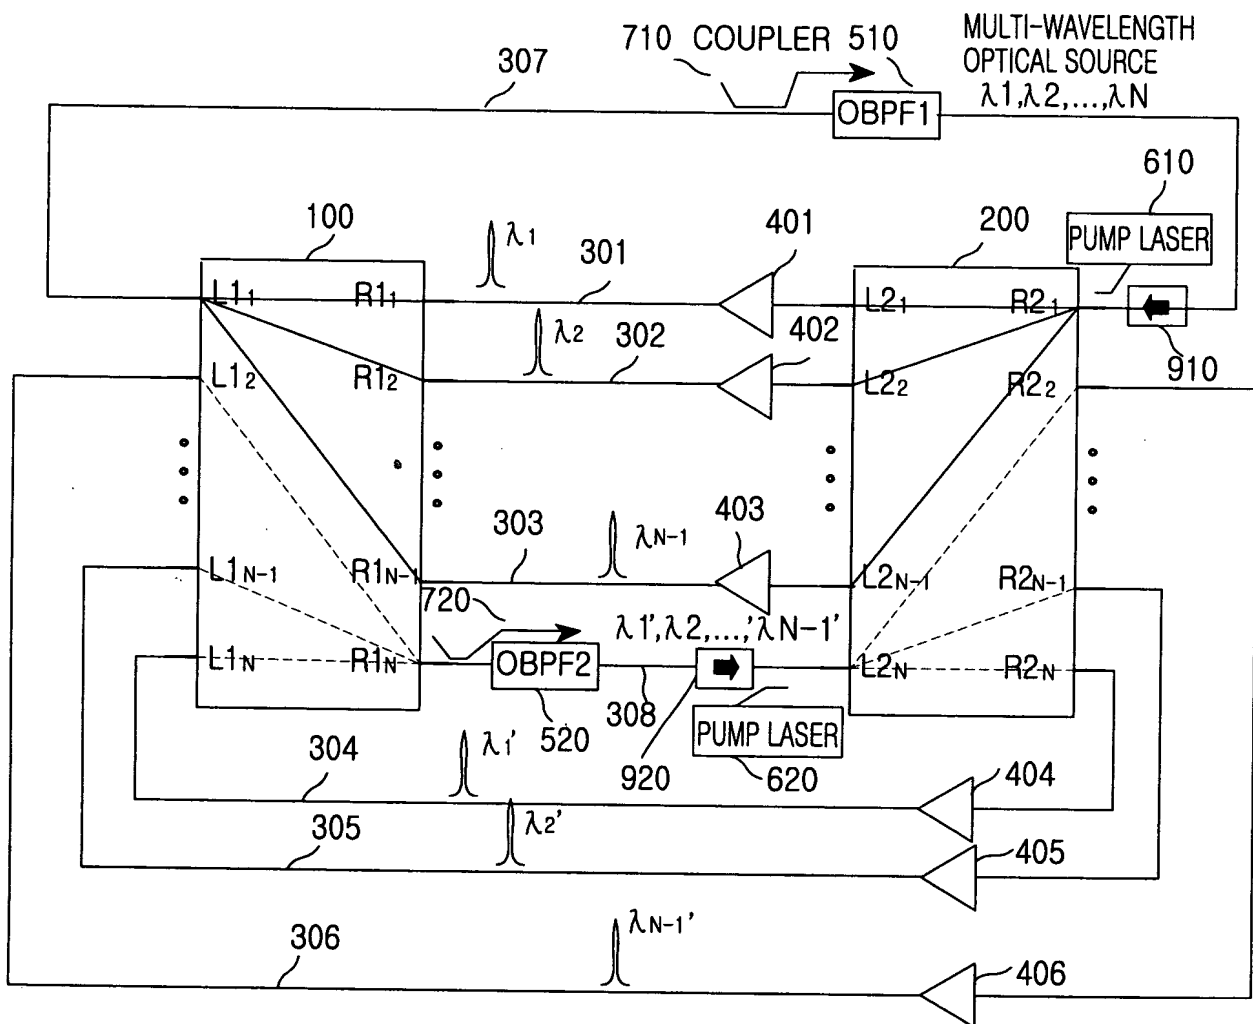 710 COUPLER 510
MULTI-WAVELENGTH
OPTICAL SOURCE
λ1,λ2,...,λN
307
OBPF1
610
PUMP LASER
100
λ1
301
401
200
L1₁
R1₁
L2₁
R2₁
λ2
302
402
910
L1₂
R1₂
L2₂
R2₂
303
λN-1
403
L1N-1
R1N-1
L2N-1
R2N-1
720
λ1',λ2,...,'λN-1'
L1N
R1N
OBPF2
L2N
R2N
308
520
PUMP LASER
920
620
304
λ1'
404
305
λ2'
405
306
λN-1'
406